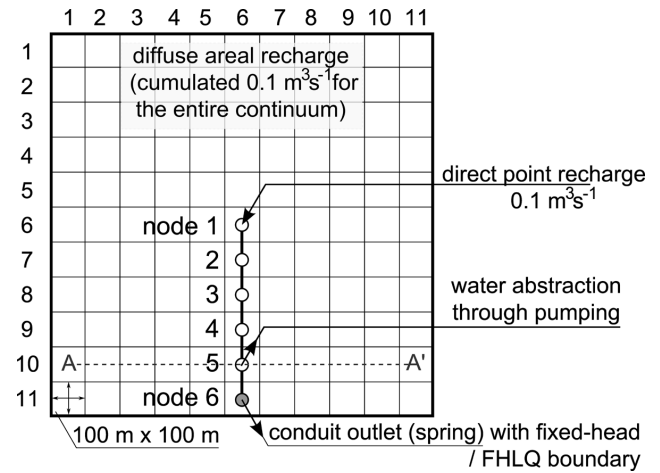 1 2 3 4 5 6 7 8 9 10 11
1
diffuse areal recharge
2
(cumulated 0.1 m³s⁻¹ for
3
the entire continuum)
4
5
direct point recharge
0.1 m³s⁻¹
6
node 1
7
2
8
3
water abstraction
through pumping
9
4
10
A
5
A'
11
node 6
100 m x 100 m
conduit outlet (spring) with fixed-head
/ FHLQ boundary